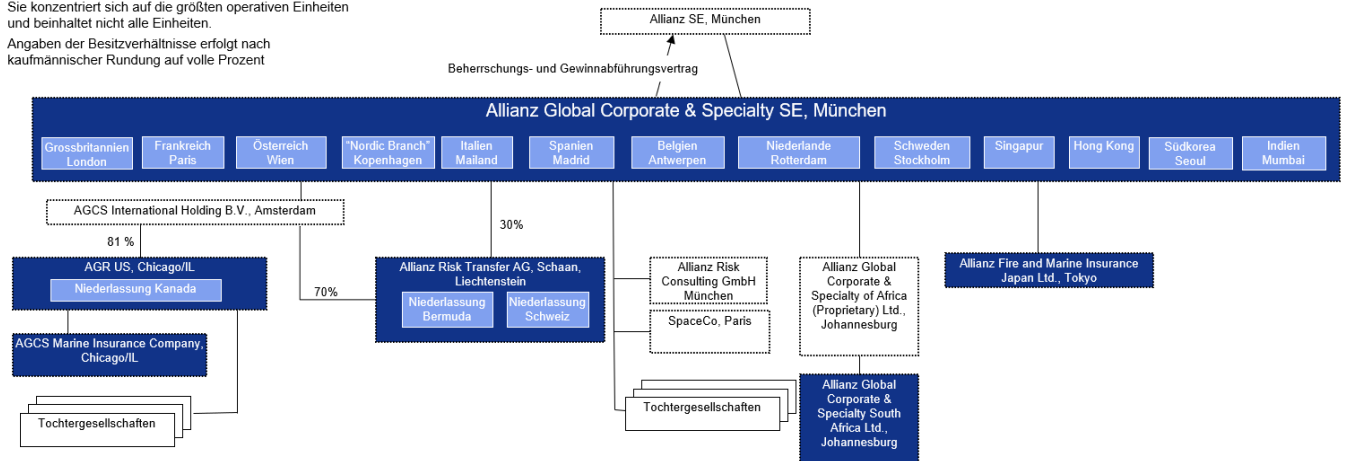 Sie konzentriert sich auf die größten operativen Einheiten
und beinhaltet nicht alle Einheiten.
Angaben der Besitzverhältnisse erfolgt nach
kaufmännischer Rundung auf volle Prozent
Allianz SE, München
Beherrschungs- und Gewinnabführungsvertrag
Allianz Global Corporate & Specialty SE, München
Grossbritannien
London
Frankreich
Paris
Österreich
Wien
"Nordic Branch"
Kopenhagen
Italien
Mailand
Spanien
Madrid
Belgien
Antwerpen
Niederlande
Rotterdam
Schweden
Stockholm
Singapur
Hong Kong
Südkorea
Seoul
Indien
Mumbai
AGCS International Holding B.V., Amsterdam
81 %
30%
70%
AGR US, Chicago/IL
Niederlassung Kanada
AGCS Marine Insurance Company,
Chicago/IL
Tochtergesellschaften
Allianz Risk Transfer AG, Schaan,
Liechtenstein
Niederlassung
Bermuda
Niederlassung
Schweiz
Allianz Risk
Consulting GmbH
München
SpaceCo, Paris
Tochtergesellschaften
Allianz Global
Corporate &
Specialty of Africa
(Proprietary) Ltd.,
Johannesburg
Allianz Global
Corporate &
Specialty South
Africa Ltd.,
Johannesburg
Allianz Fire and Marine Insurance
Japan Ltd., Tokyo